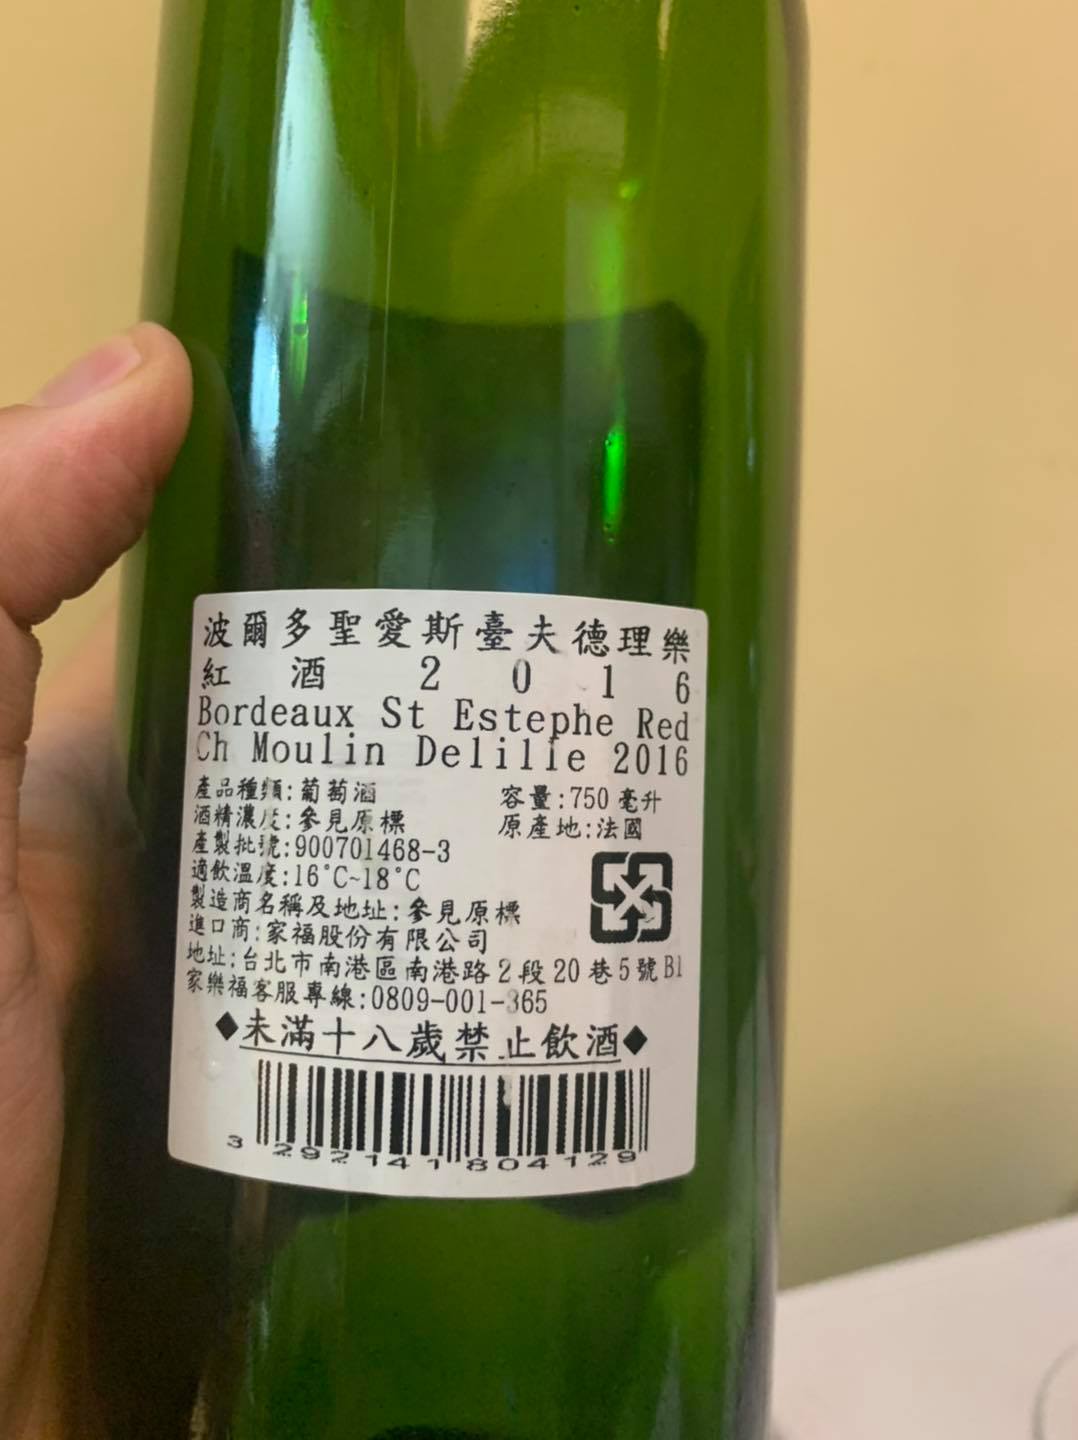 波爾多聖愛斯臺夫德理樂
紅酒2016
Bordeaux St Estephe Red
Ch Moulin Delille 2016
產品種類:葡萄酒 容量:750毫升
酒精濃度:參見原標 原產地:法國
產製批號:900701468-3
適飲溫度:16°C~18°C
製造商名稱及地址:參見原標
進口商:家福股份有限公司
地址:台北市南港區南港路2段20巷5號B1
家樂福客服專線:0809-001-365
◆未滿十八歲禁止飲酒◆
3 292141 804129